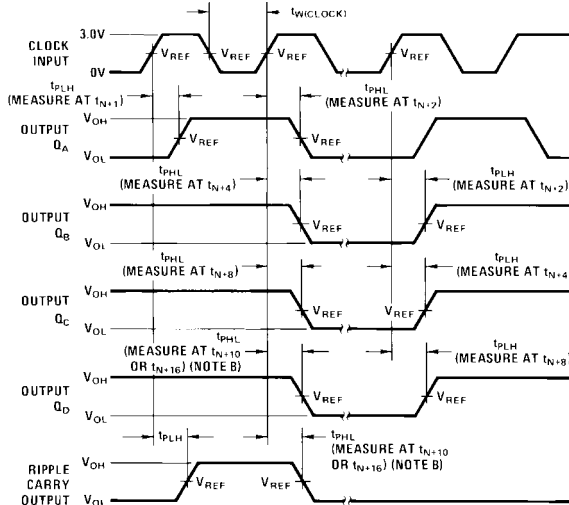 tW(CLOCK)
3.0V
CLOCK INPUT
VREF VREF VREF VREF
0V
tPLH (MEASURE AT tN+1)
tPHL (MEASURE AT tN+2)
VOH
OUTPUT QA
VREF VREF
VOL
tPHL (MEASURE AT tN+4)
tPLH (MEASURE AT tN+2)
VOH
OUTPUT QB
VREF VREF
VOL
tPHL (MEASURE AT tN+8)
tPLH (MEASURE AT tN+4
VOH
OUTPUT QC
VREF VREF
VOL
tPHL (MEASURE AT tN+10 OR tN+16) (NOTE B)
tPLH (MEASURE AT tN+8)
VOH
OUTPUT QD
VREF VREF
VOL
tPLH
tPHL (MEASURE AT tN+10 OR tN+16) (NOTE B)
VOH
RIPPLE CARRY OUTPUT
VREF VREF
VOL